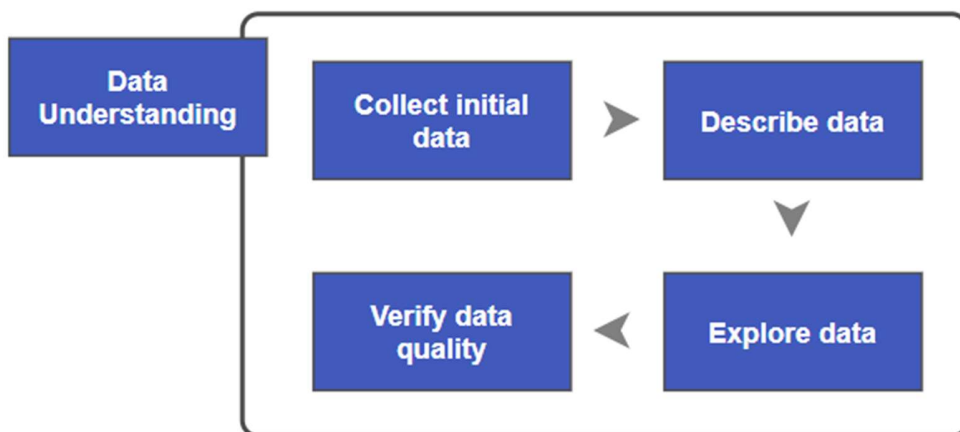 Data
Understanding
Collect initial
data
Describe data
Explore data
Verify data
quality